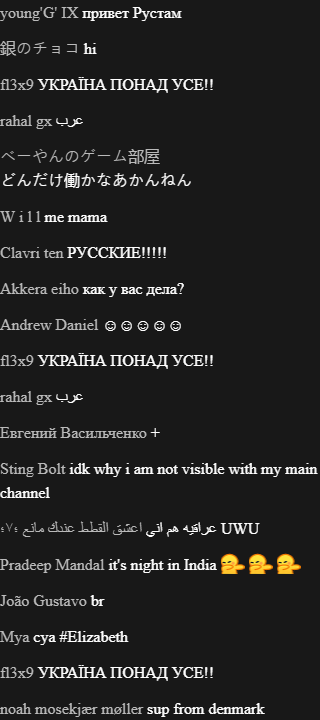 young'G' IX привет Рустам
銀のチョコ hi
fl3x9 УКРАЇНА ПОНАД УСЕ!!
rahal gx عرب
べーやんのゲーム部屋
どんだけ働かなあかんねん
W i l l me mama
Clavri ten РУССКИЕ!!!!!
Akkera eiho как у вас дела?
Andrew Daniel ☺☺☺☺☺
fl3x9 УКРАЇНА ПОНАД УСЕ!!
rahal gx عرب
Евгений Васильченко +
Sting Bolt idk why i am not visible with my main
channel
عراقيه هم اني اعشق القطط عندك مانع ؛٧؛ UWU
Pradeep Mandal it's night in India
João Gustavo br
Mya cya #Elizabeth
fl3x9 УКРАЇНА ПОНАД УСЕ!!
noah mosekjær møller sup from denmark